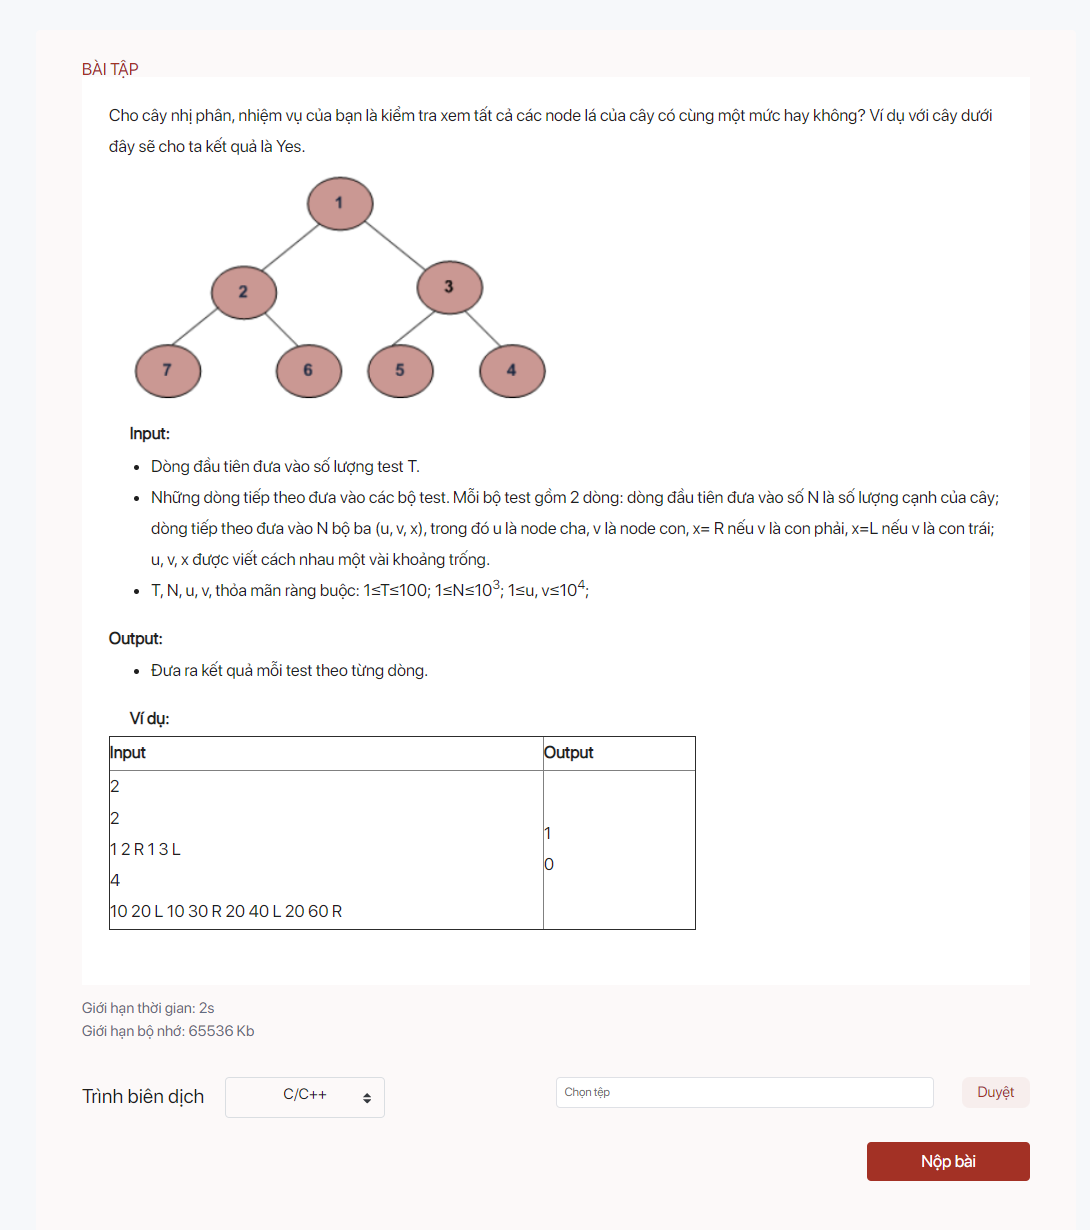 BÀI TẬP
Cho cây nhị phân, nhiệm vụ của bạn là kiểm tra xem tất cả các node lá của cây có cùng một mức hay không? Ví dụ với cây dưới
đây sẽ cho ta kết quả là Yes.
1
2
3
7
6
5
4
Input:
• Dòng đầu tiên đưa vào số lượng test T.
• Những dòng tiếp theo đưa vào các bộ test. Mỗi bộ test gồm 2 dòng: dòng đầu tiên đưa vào số N là số lượng cạnh của cây;
dòng tiếp theo đưa vào N bộ ba (u, v, x), trong đó u là node cha, v là node con, x= R nếu v là con phải, x=L nếu v là con trái;
u, v, x được viết cách nhau một vài khoảng trống.
• T, N, u, v, thỏa mãn ràng buộc: 1≤T≤100; 1≤N≤10³; 1≤u, v≤10⁴;
Output:
• Đưa ra kết quả mỗi test theo từng dòng.
Ví dụ:
Input Output
2
2
1 2 R 1 3 L
4
10 20 L 10 30 R 20 40 L 20 60 R
1
0
Giới hạn thời gian: 2s
Giới hạn bộ nhớ: 65536 Kb
Trình biên dịch C/C++ Chọn tệp Duyệt
Nộp bài